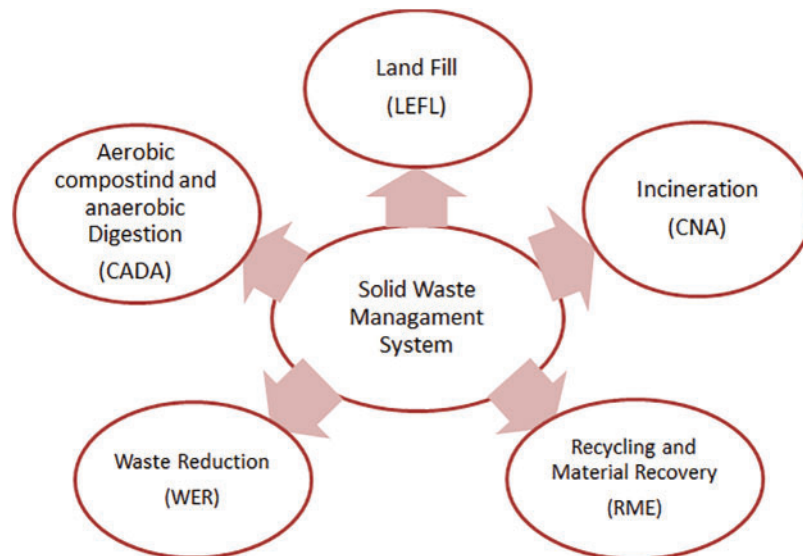 Land Fill
(LEFL)
Aerobic
compostind and
anaerobic
Digestion
(CADA)
Incineration
(CNA)
Solid Waste
Managament
System
Waste Reduction
(WER)
Recycling and
Material Recovery
(RME)